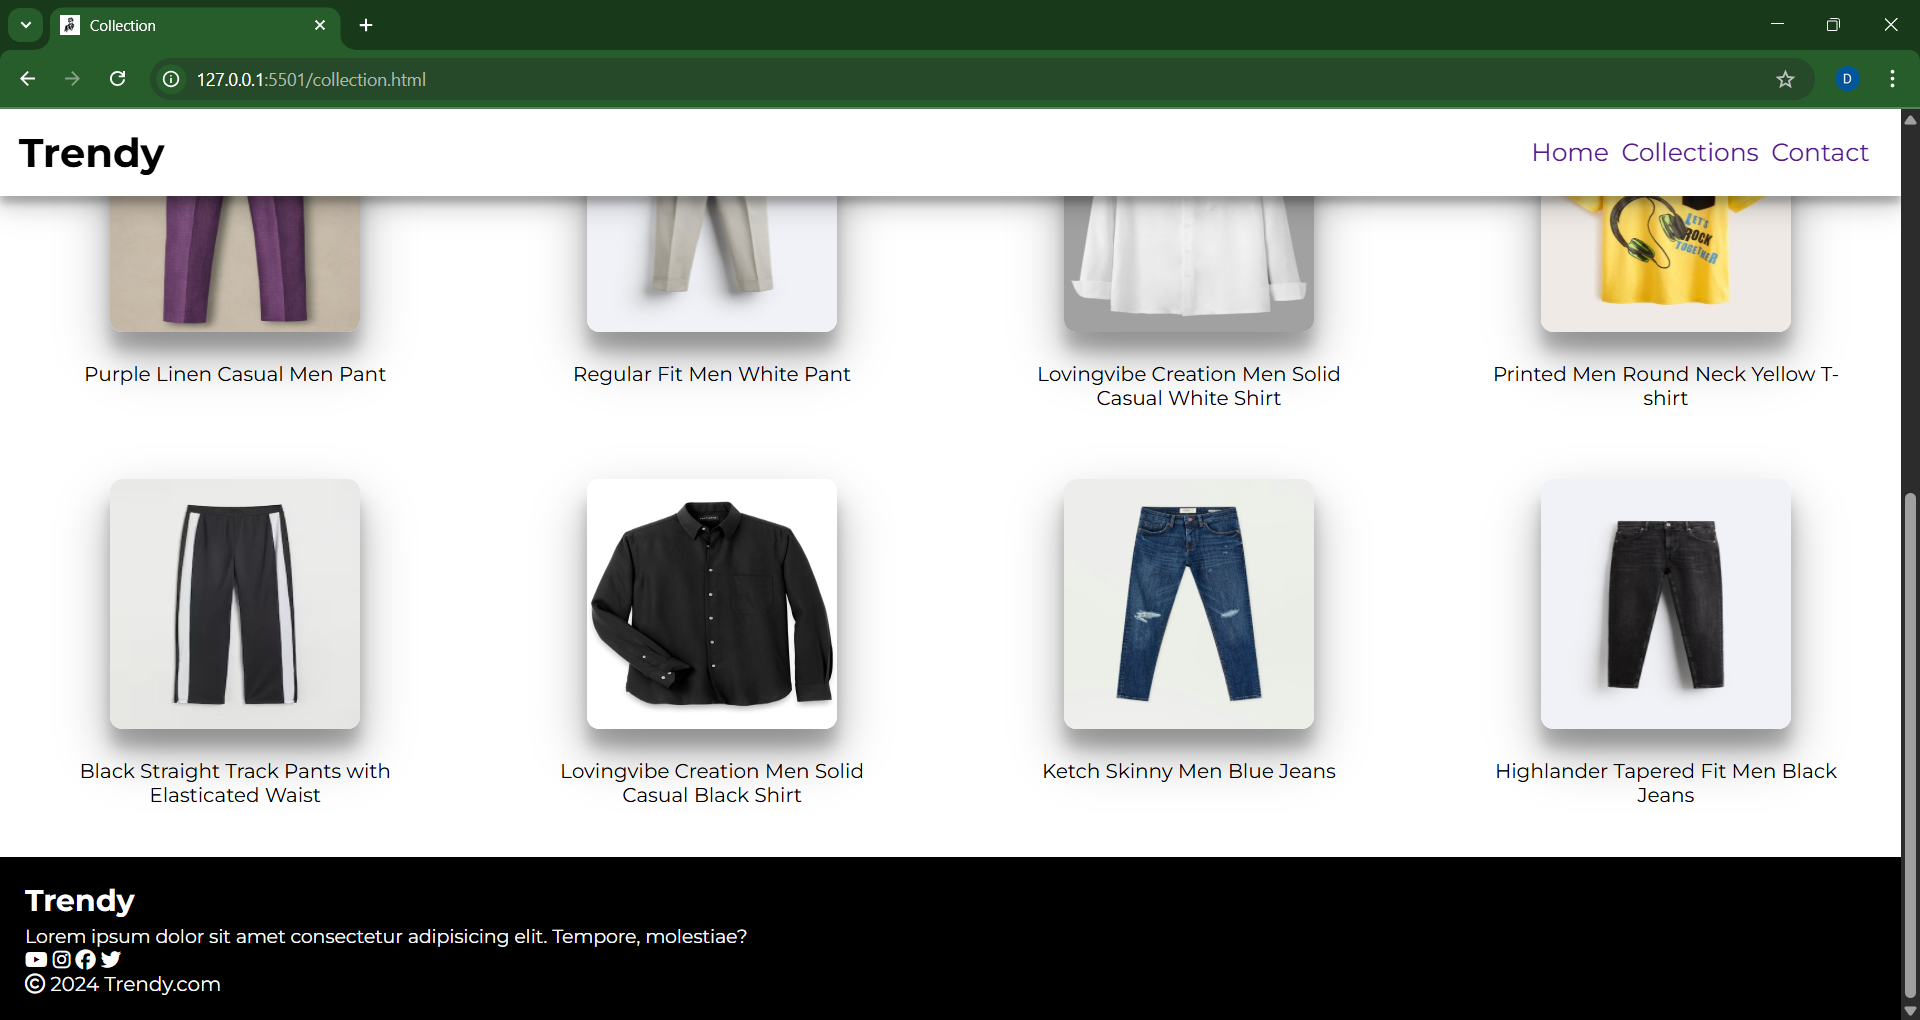 Collection
127.0.0.1:5501/collection.html
D
Trendy
Home Collections Contact
LET'S
ROCK
TOGETHER
Purple Linen Casual Men Pant
Regular Fit Men White Pant
Lovingvibe Creation Men Solid
Casual White Shirt
Printed Men Round Neck Yellow T-
shirt
Black Straight Track Pants with
Elasticated Waist
Lovingvibe Creation Men Solid
Casual Black Shirt
Ketch Skinny Men Blue Jeans
Highlander Tapered Fit Men Black
Jeans
Trendy
Lorem ipsum dolor sit amet consectetur adipisicing elit. Tempore, molestiae?
© 2024 Trendy.com